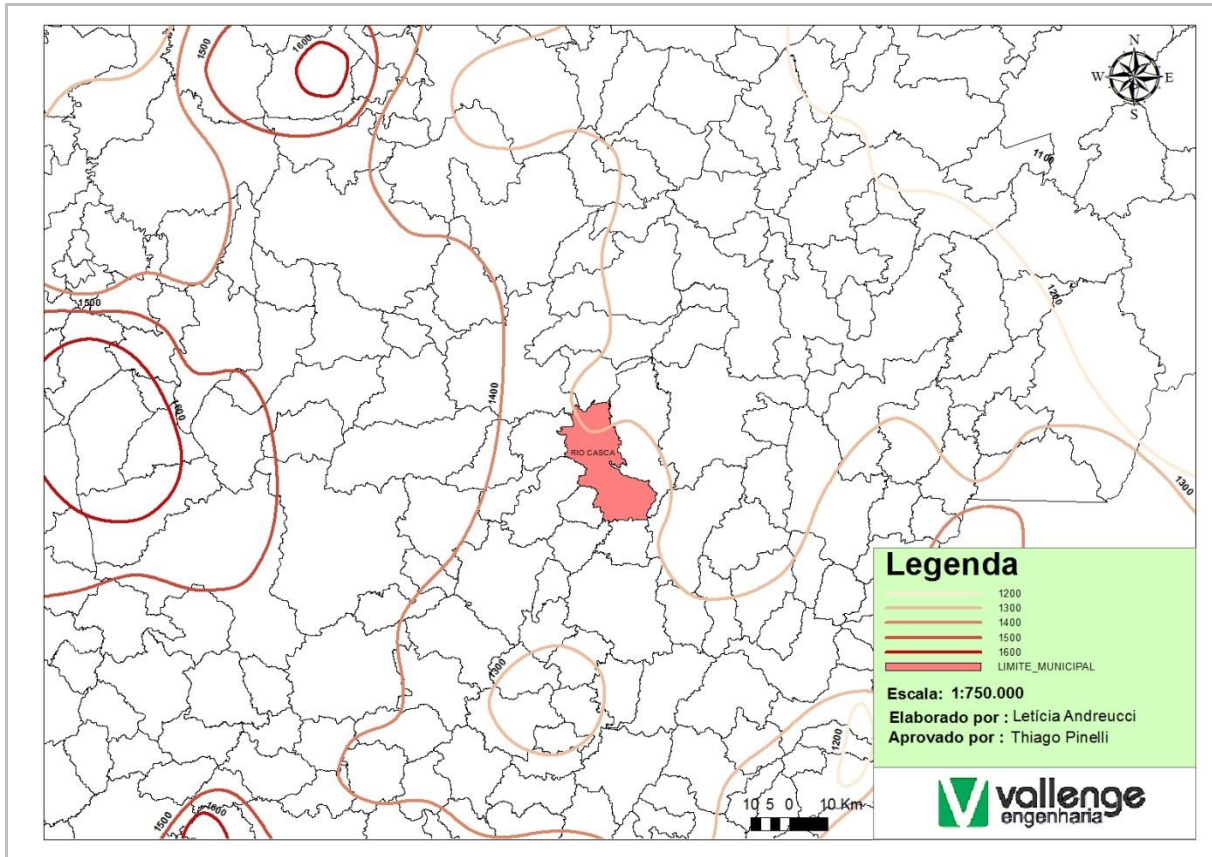 1500
1600
N
W E
S
1100
1200
1500
1600
1400
RIO CASCA
1300
1300
1200
1500
1600
Legenda
1200
1300
1400
1500
1600
LIMITE_MUNICIPAL
Escala: 1:750.000
Elaborado por : Letícia Andreucci
Aprovado por : Thiago Pinelli
10 5 0 10 Km
vallenge
engenharia